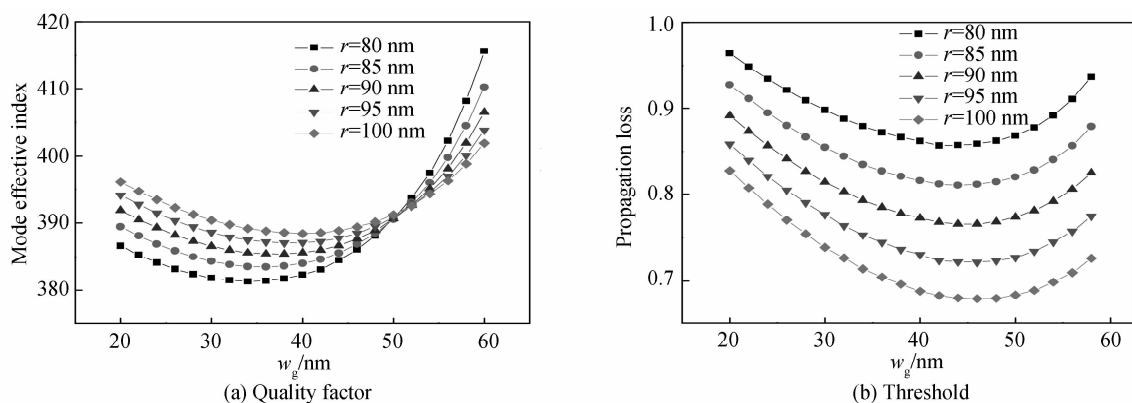 420
410
400
390
380
Mode effective index
r=80 nm
r=85 nm
r=90 nm
r=95 nm
r=100 nm
20 30 40 50 60
wg/nm
(a) Quality factor
1.0
0.9
0.8
0.7
Propagation loss
r=80 nm
r=85 nm
r=90 nm
r=95 nm
r=100 nm
20 30 40 50 60
wg/nm
(b) Threshold